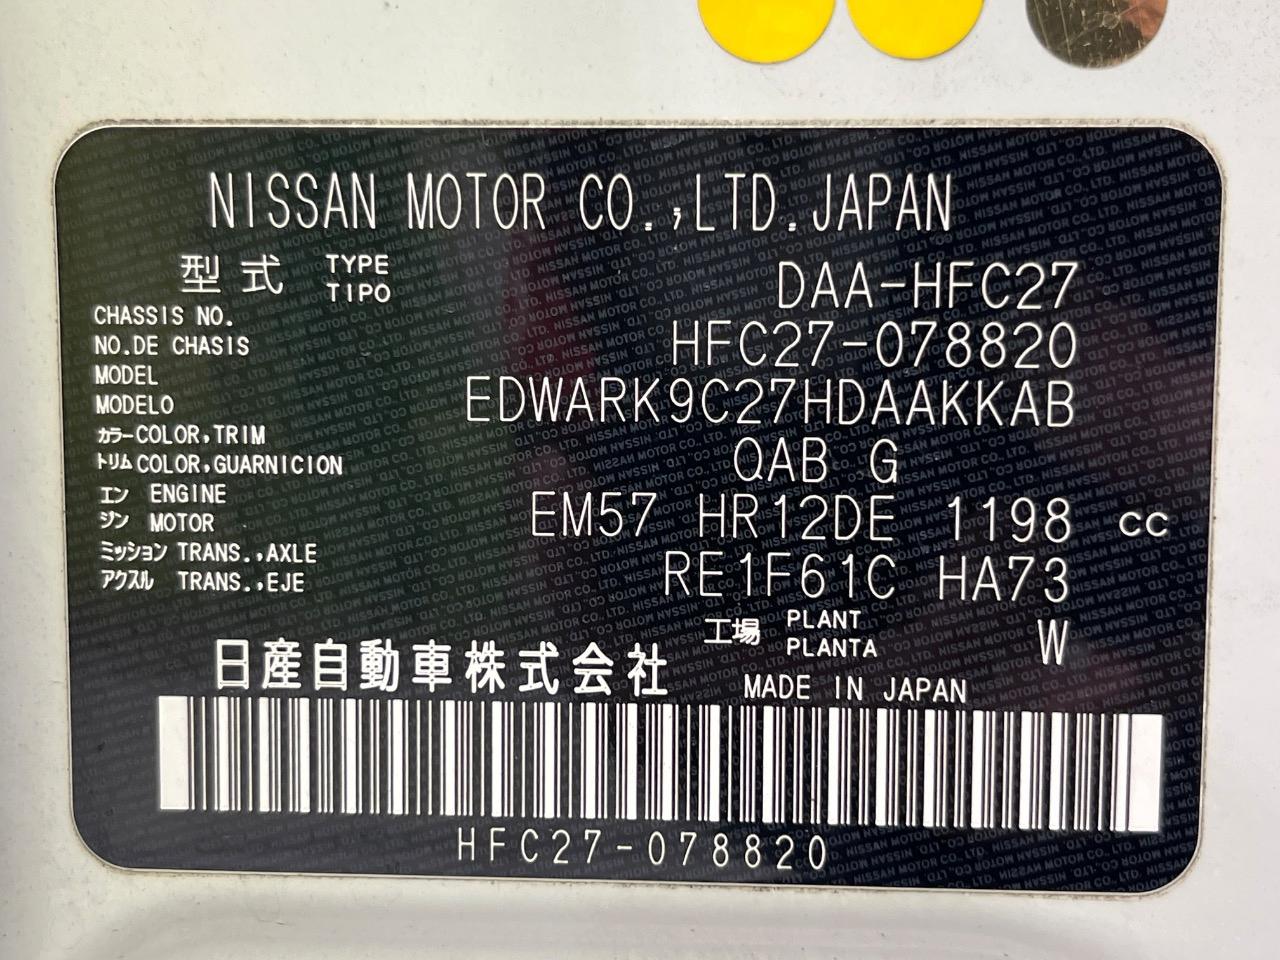 NISSAN MOTOR CO.,LTD.JAPAN
型式 TYPE TIPO DAA-HFC27
CHASSIS NO. NO.DE CHASIS HFC27-078820
MODEL MODELO EDWARK9C27HDAAKKAB
カラー COLOR,TRIM
トリム COLOR,GUARNICION QAB G
エン ENGINE
ジン MOTOR EM57 HR12DE 1198 cc
ミッション TRANS.,AXLE
アクスル TRANS.,EJE RE1F61C HA73
工場 PLANT PLANTA W
日産自動車株式会社 MADE IN JAPAN
HFC27-078820